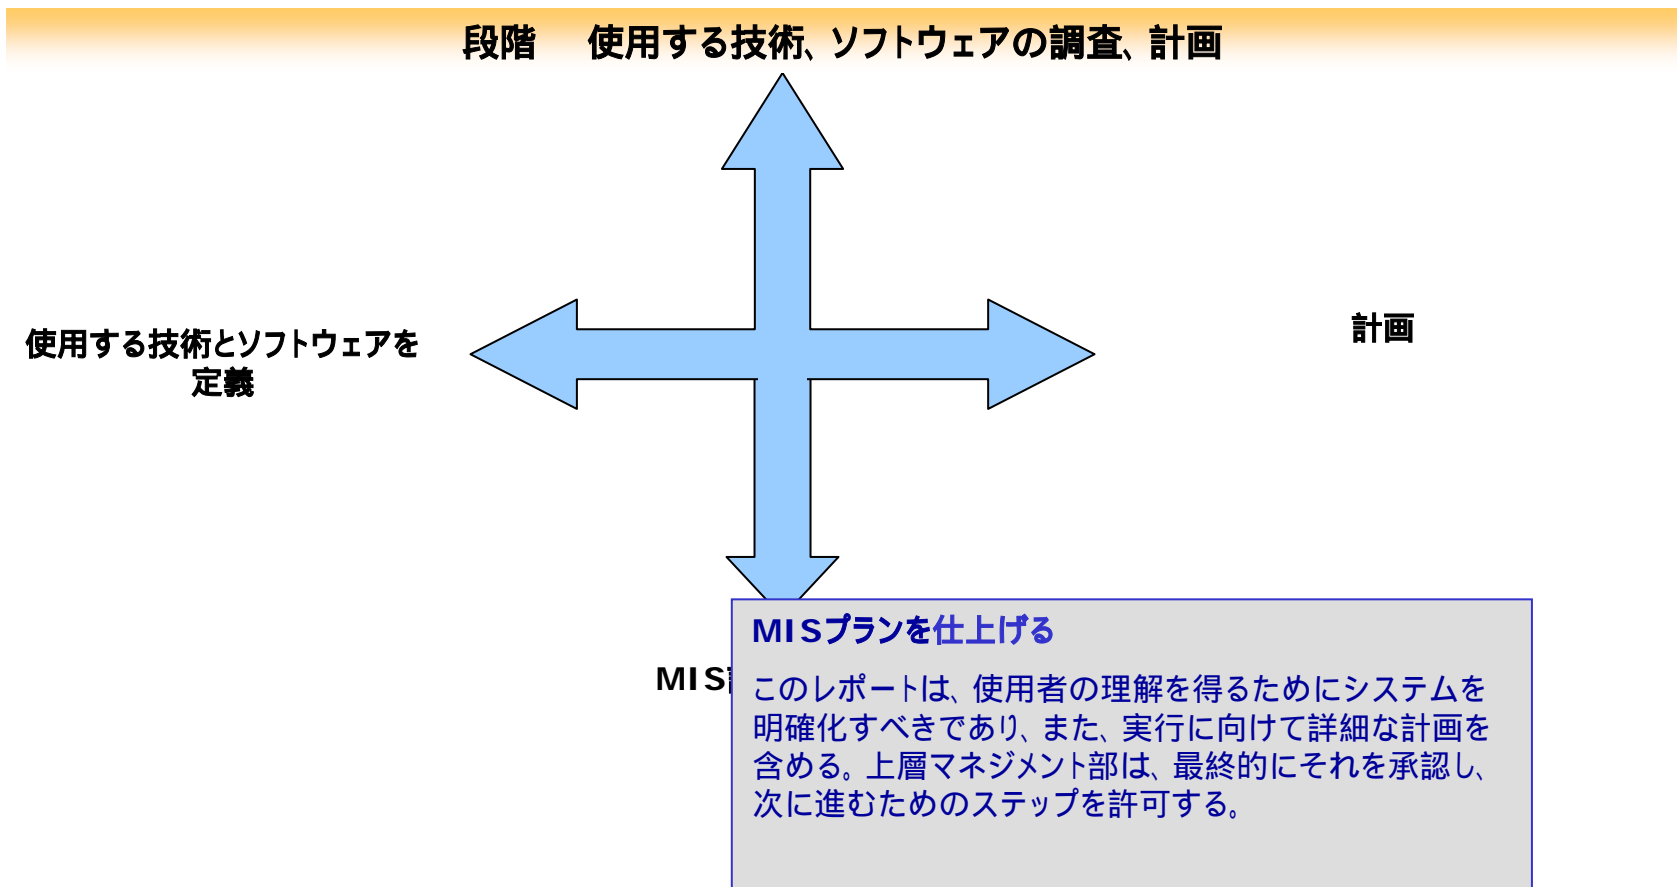 段階　使用する技術、ソフトウェアの調査、計画
使用する技術とソフトウェアを
定義
計画
MIS
MISプランを仕上げる
このレポートは、使用者の理解を得るためにシステムを
明確化すべきであり、また、実行に向けて詳細な計画を
含める。上層マネジメント部は、最終的にそれを承認し、
次に進むためのステップを許可する。